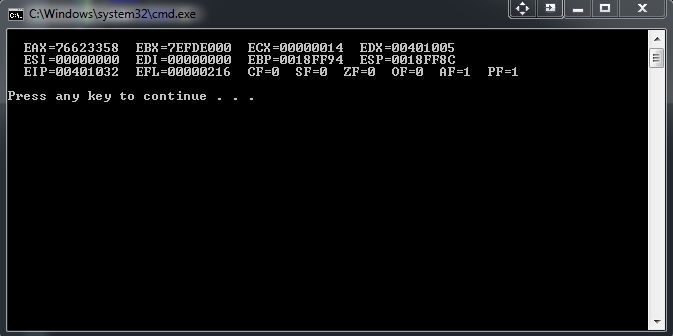 C:\Windows\system32\cmd.exe
EAX=76623358  EBX=7EFDE000  ECX=00000014  EDX=00401005
ESI=00000000  EDI=00000000  EBP=0018FF94  ESP=0018FF8C
EIP=00401032  EFL=00000216  CF=0  SF=0  ZF=0  OF=0  AF=1  PF=1
Press any key to continue . . .